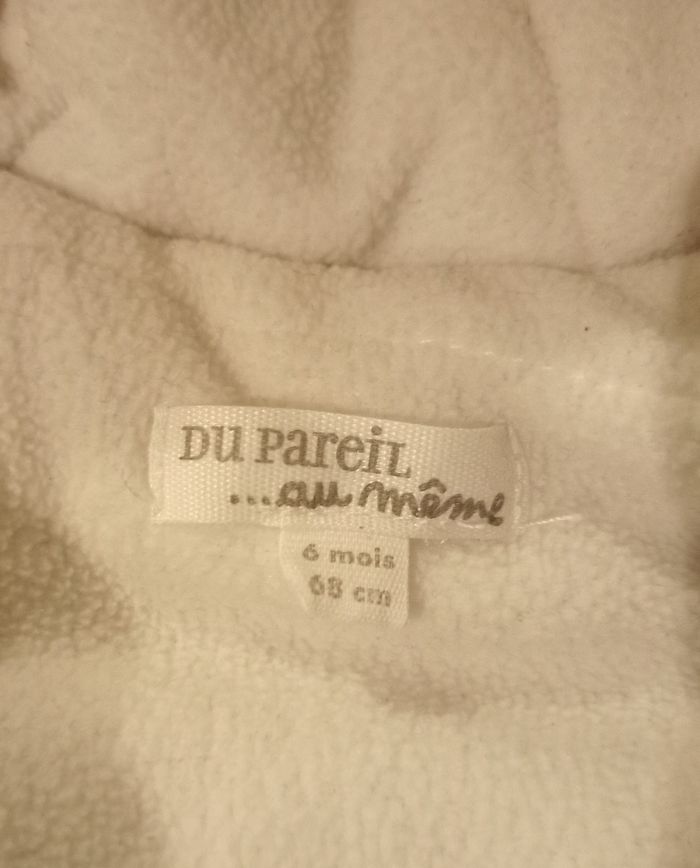 DU PareiL
...au même
6 mois
68 cm